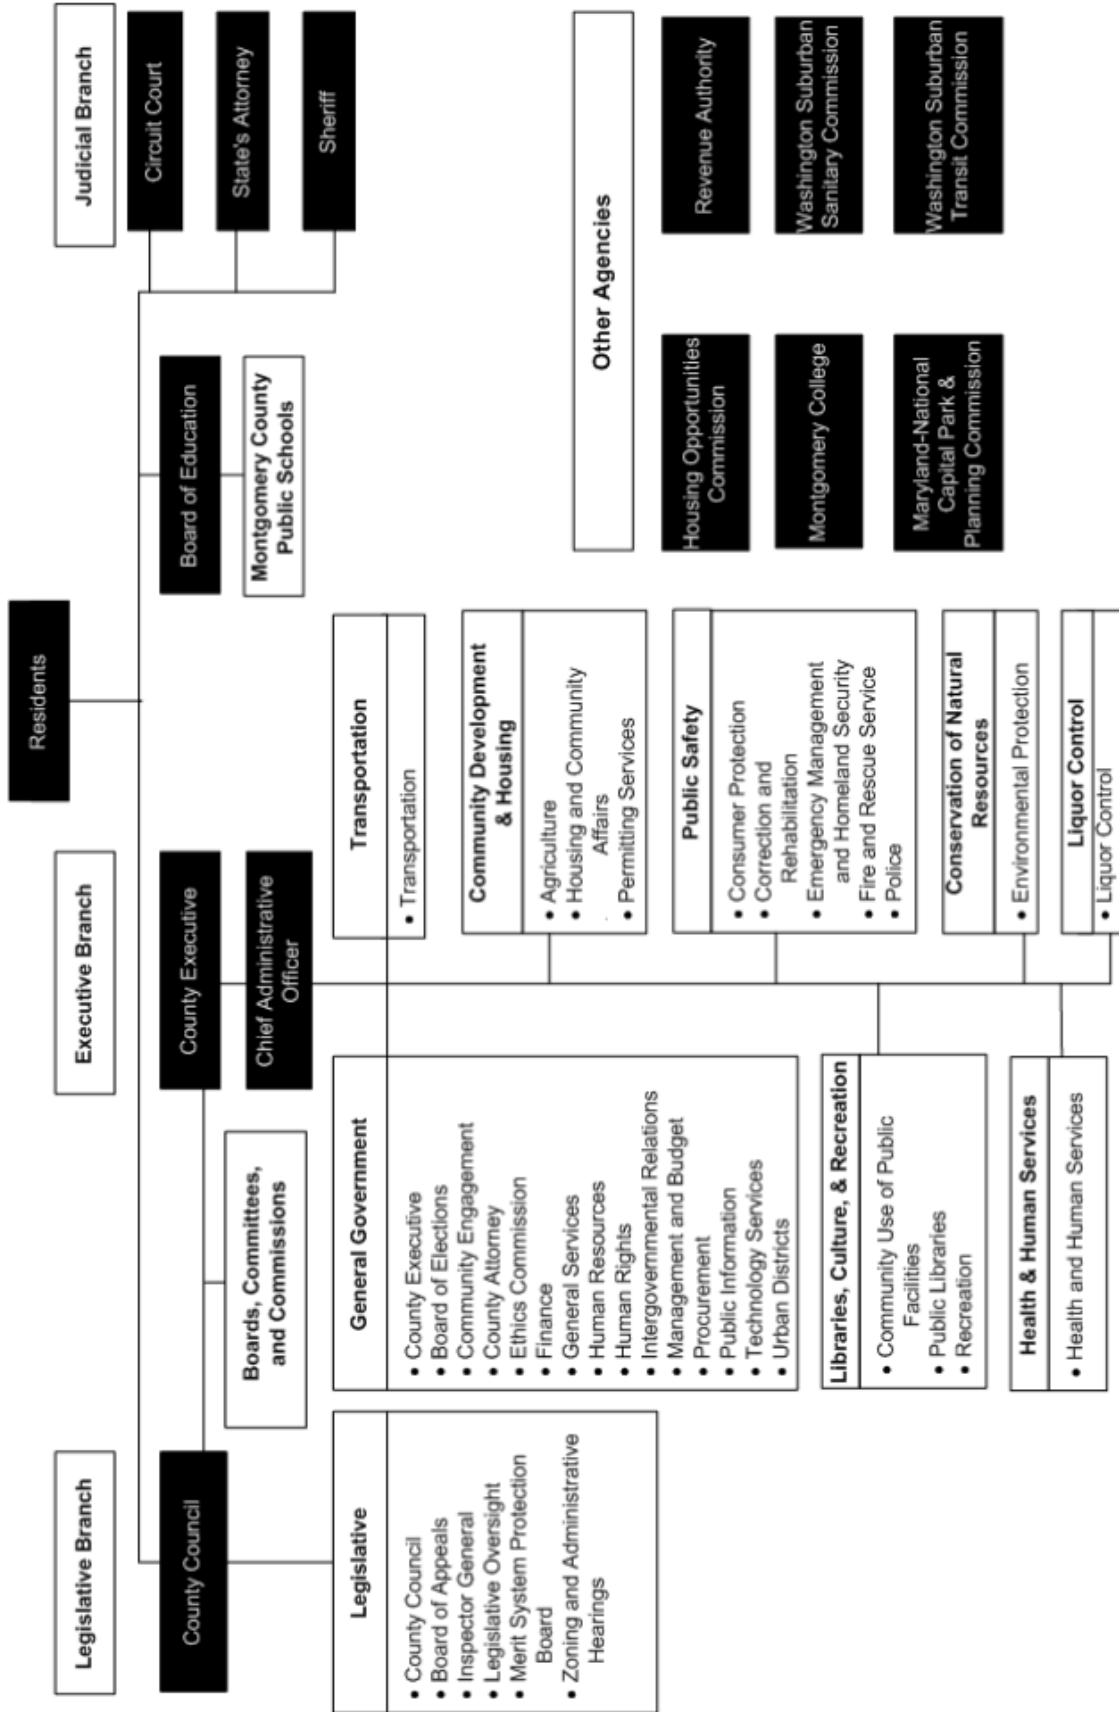 Residents
Legislative Branch
Executive Branch
Judicial Branch
County Council
County Executive
Board of Education
Circuit Court
Boards, Committees,
and Commissions
Chief Administrative
Officer
Montgomery County
Public Schools
State's Attorney
Sheriff
Legislative
• County Council
• Board of Appeals
• Inspector General
• Legislative Oversight
• Merit System Protection
Board
• Zoning and Administrative
Hearings
General Government
• County Executive
• Board of Elections
• Community Engagement
• County Attorney
• Ethics Commission
• Finance
• General Services
• Human Resources
• Human Rights
• Intergovernmental Relations
• Management and Budget
• Procurement
• Public Information
• Technology Services
• Urban Districts
Transportation
• Transportation
Community Development
& Housing
• Agriculture
• Housing and Community
Affairs
• Permitting Services
Public Safety
• Consumer Protection
• Correction and
Rehabilitation
• Emergency Management
and Homeland Security
• Fire and Rescue Service
• Police
Libraries, Culture, & Recreation
• Community Use of Public
Facilities
• Public Libraries
• Recreation
Conservation of Natural
Resources
• Environmental Protection
Health & Human Services
• Health and Human Services
Liquor Control
• Liquor Control
Other Agencies
Housing Opportunities
Commission
Revenue Authority
Montgomery College
Washington Suburban
Sanitary Commission
Maryland-National
Capital Park &
Planning Commission
Washington Suburban
Transit Commission